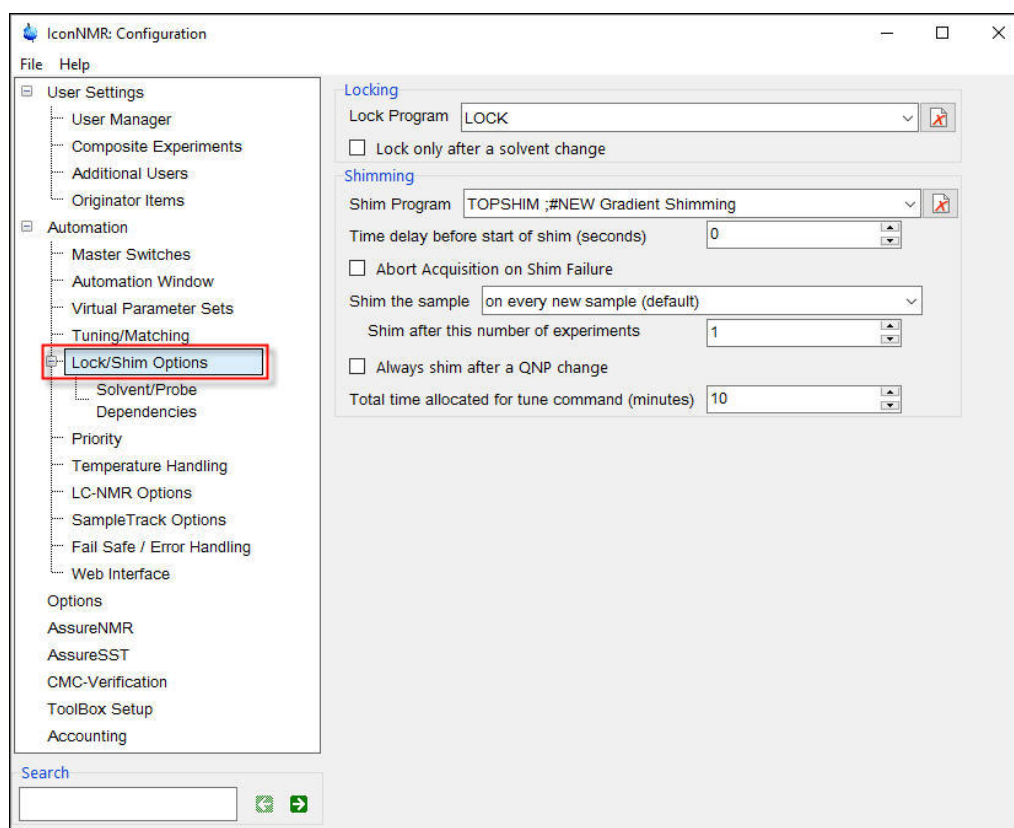 IconNMR: Configuration
File Help
User Settings
User Manager
Composite Experiments
Additional Users
Originator Items
Automation
Master Switches
Automation Window
Virtual Parameter Sets
Tuning/Matching
Lock/Shim Options
Solvent/Probe
Dependencies
Priority
Temperature Handling
LC-NMR Options
SampleTrack Options
Fail Safe / Error Handling
Web Interface
Options
AssureNMR
AssureSST
CMC-Verification
ToolBox Setup
Accounting
Search
Locking
Lock Program LOCK
Lock only after a solvent change
Shimming
Shim Program TOPSHIM ;#NEW Gradient Shimming
Time delay before start of shim (seconds) 0
Abort Acquisition on Shim Failure
Shim the sample on every new sample (default)
Shim after this number of experiments 1
Always shim after a QNP change
Total time allocated for tune command (minutes) 10